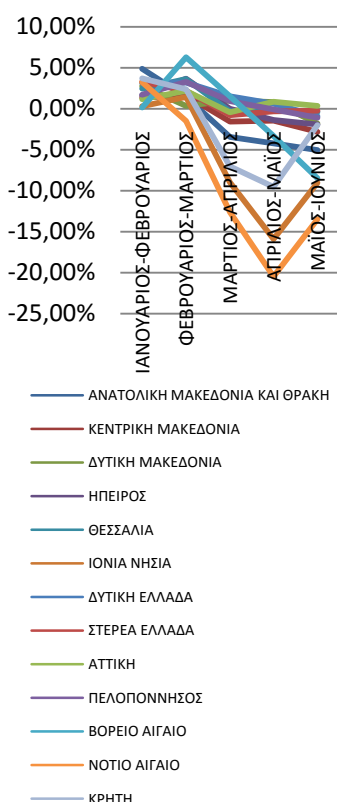 10,00%
5,00%
0,00%
-5,00%
-10,00%
-15,00%
-20,00%
-25,00%
ΙΑΝΟΥΑΡΙΟΣ-ΦΕΒΡΟΥΑΡΙΟΣ
ΦΕΒΡΟΥΑΡΙΟΣ-ΜΑΡΤΙΟΣ
ΜΑΡΤΙΟΣ-ΑΠΡΙΛΙΟΣ
ΑΠΡΙΛΙΟΣ-ΜΑΪΟΣ
ΜΑΪΟΣ-ΙΟΥΝΙΟΣ
ΑΝΑΤΟΛΙΚΗ ΜΑΚΕΔΟΝΙΑ ΚΑΙ ΘΡΑΚΗ
ΚΕΝΤΡΙΚΗ ΜΑΚΕΔΟΝΙΑ
ΔΥΤΙΚΗ ΜΑΚΕΔΟΝΙΑ
ΗΠΕΙΡΟΣ
ΘΕΣΣΑΛΙΑ
ΙΟΝΙΑ ΝΗΣΙΑ
ΔΥΤΙΚΗ ΕΛΛΑΔΑ
ΣΤΕΡΕΑ ΕΛΛΑΔΑ
ΑΤΤΙΚΗ
ΠΕΛΟΠΟΝΝΗΣΟΣ
ΒΟΡΕΙΟ ΑΙΓΑΙΟ
ΝΟΤΙΟ ΑΙΓΑΙΟ
ΚΡΗΤΗ